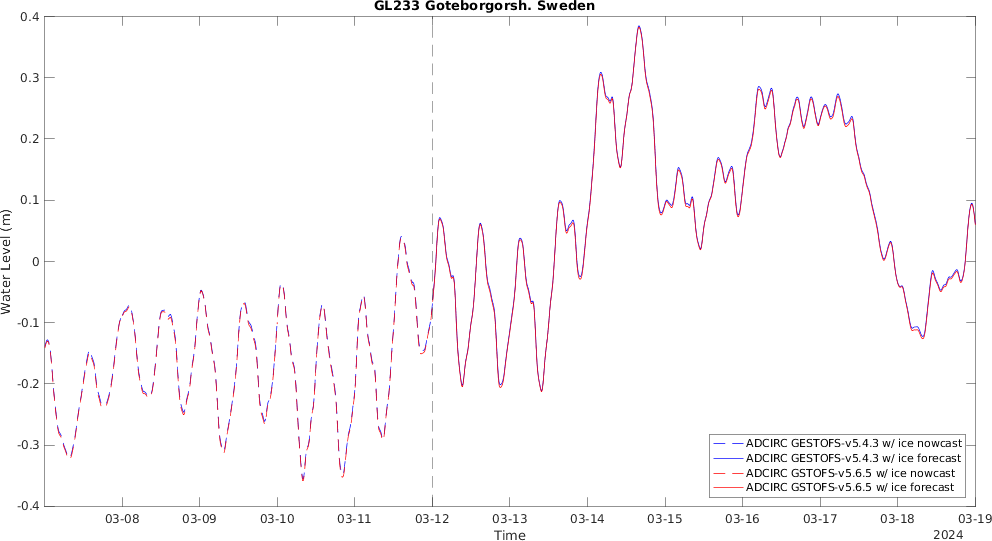 GL233 Goteborgorsh. Sweden
0.4
0.3
0.2
0.1
0
-0.1
-0.2
-0.3
-0.4
Water Level (m)
ADCIRC GESTOFS-v5.4.3 w/ ice nowcast
ADCIRC GESTOFS-v5.4.3 w/ ice forecast
ADCIRC GSTOFS-v5.6.5 w/ ice nowcast
ADCIRC GSTOFS-v5.6.5 w/ ice forecast
03-08 03-09 03-10 03-11 03-12 03-13 03-14 03-15 03-16 03-17 03-18 03-19
Time
2024